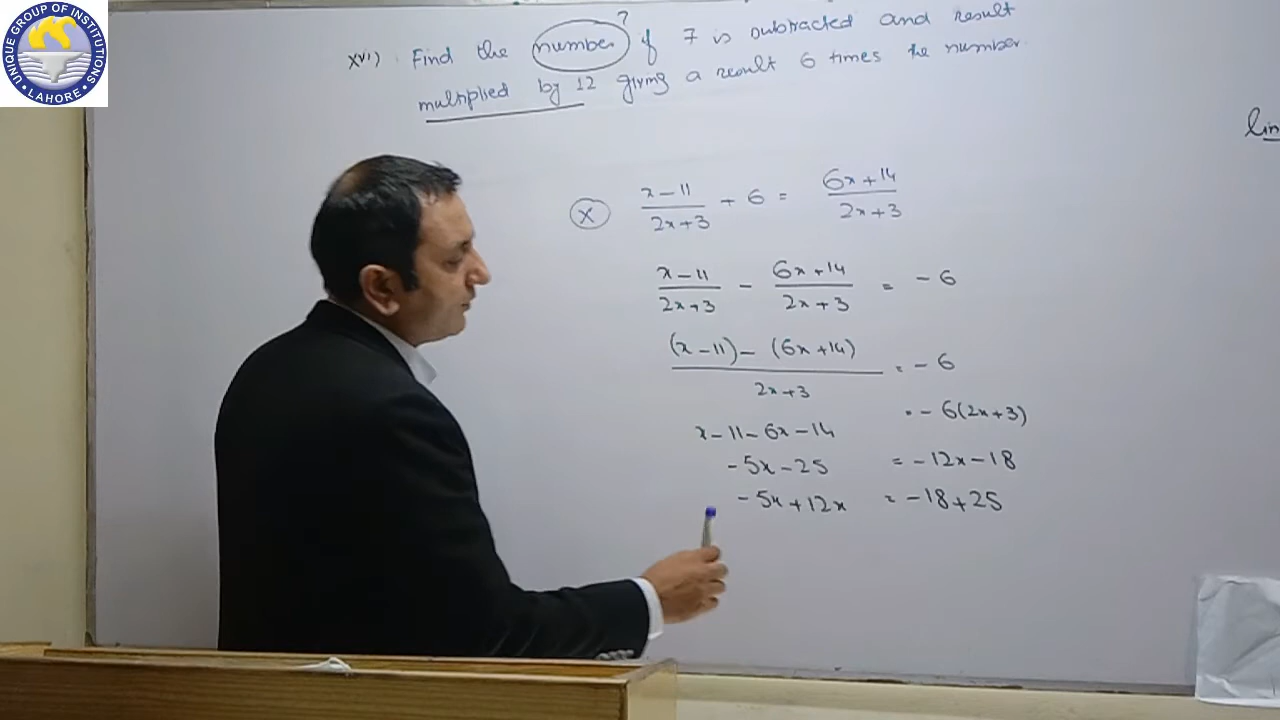 UNIQUE GROUP OF INSTITUTIONS
• LAHORE •
xvi) Find the number ? if 7 is subtracted and result
multiplied by 12 giving a result 6 times the number.
lin
(x) x-11/2x+3 + 6 = 6x+14/2x+3
x-11/2x+3 - 6x+14/2x+3 = -6
(x-11)-(6x+14)/2x+3 = -6
x-11-6x-14 = -6(2x+3)
-5x-25 = -12x-18
-5x+12x = -18+25